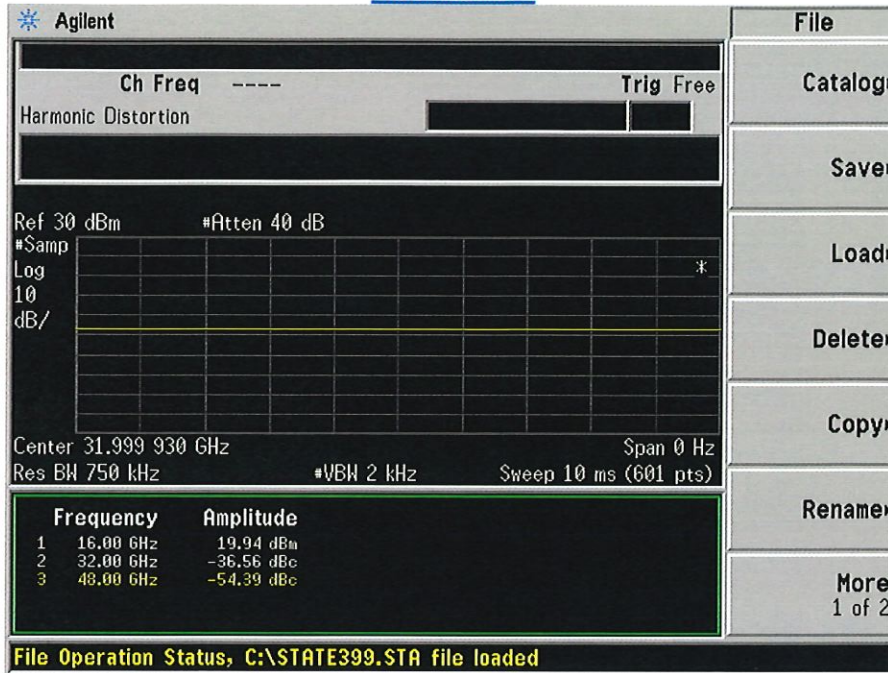 Agilent
File
Ch Freq ----
Trig Free
Harmonic Distortion
Catalog
Save
Load
Delete
Copy
Rename
More
1 of 2
Ref 30 dBm #Atten 40 dB
#Samp
Log
10
dB/
*
Center 31.999 930 GHz Span 0 Hz
Res BW 750 kHz #VBW 2 kHz Sweep 10 ms (601 pts)
Frequency Amplitude
1 16.00 GHz 19.94 dBm
2 32.00 GHz -36.56 dBc
3 48.00 GHz -54.39 dBc
File Operation Status, C:\STATE399.STA file loaded